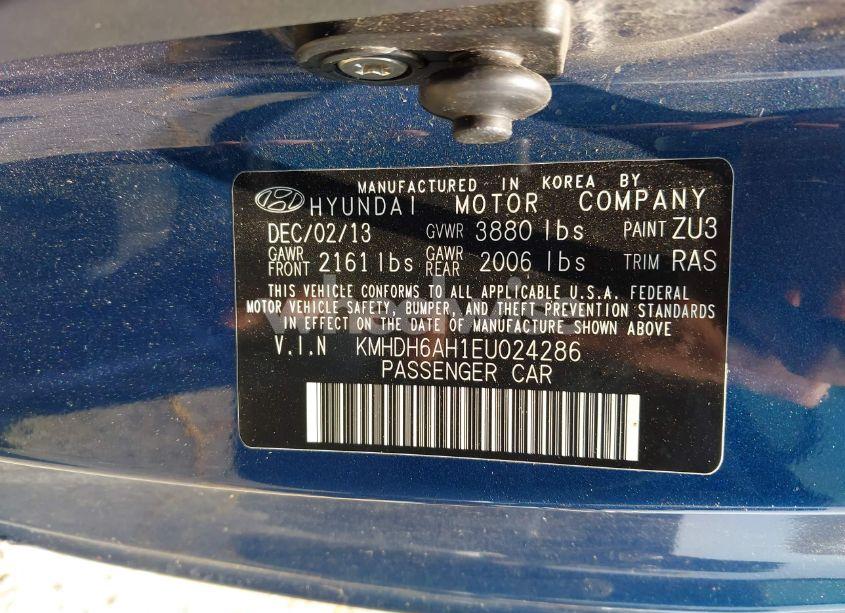 MANUFACTURED IN KOREA BY
HYUNDAI MOTOR COMPANY
DEC/02/13 GVWR 3880 lbs PAINT ZU3
GAWR FRONT 2161 lbs GAWR REAR 2006 lbs TRIM RAS
THIS VEHICLE CONFORMS TO ALL APPLICABLE U.S.A. FEDERAL
MOTOR VEHICLE SAFETY, BUMPER, AND THEFT PREVENTION STANDARDS
IN EFFECT ON THE DATE OF MANUFACTURE SHOWN ABOVE
V.I.N KMHDH6AH1EU024286
PASSENGER CAR